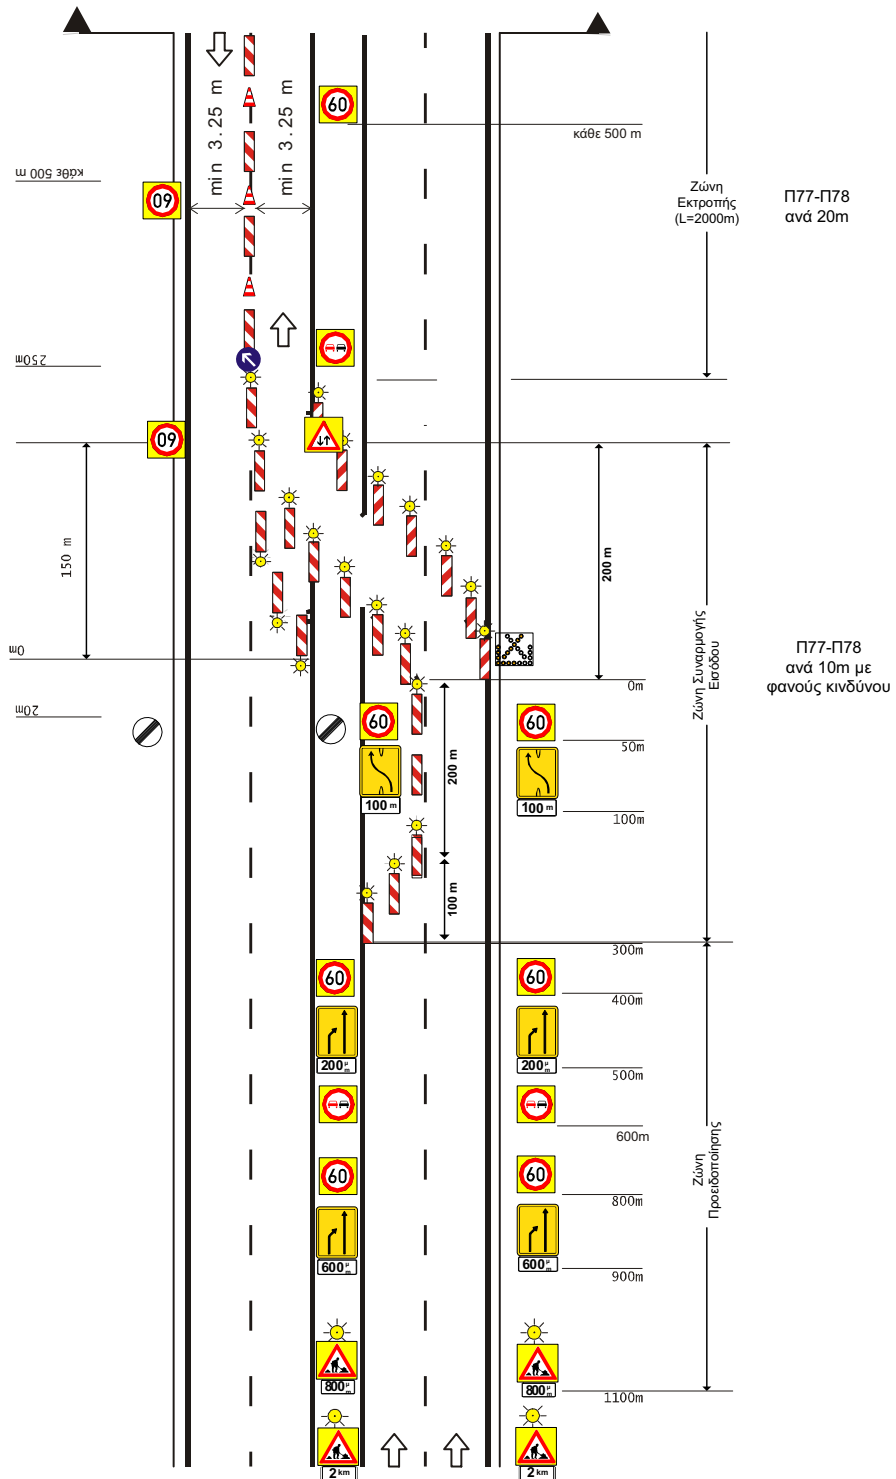 min 3.25 m
min 3.25 m
60
κάθε 500 m
κάθε 500 m
60
Ζώνη
Εκτροπής
(L=2000m)
Π77-Π78
ανά 20m
250m
60
150 m
200 m
0m
0m
Ζώνη Συναρμογής
Εισόδου
Π77-Π78
ανά 10m με
φανούς κινδύνου
20m
60
60
50m
200 m
100 m
100 m
100m
100 m
300m
60
60
400m
200 μ m
200 μ m
500m
600m
Ζώνη
Προειδοποίησης
60
60
800m
600 μ m
600 μ m
900m
800 μ m
800 μ m
1100m
2 km
2 km